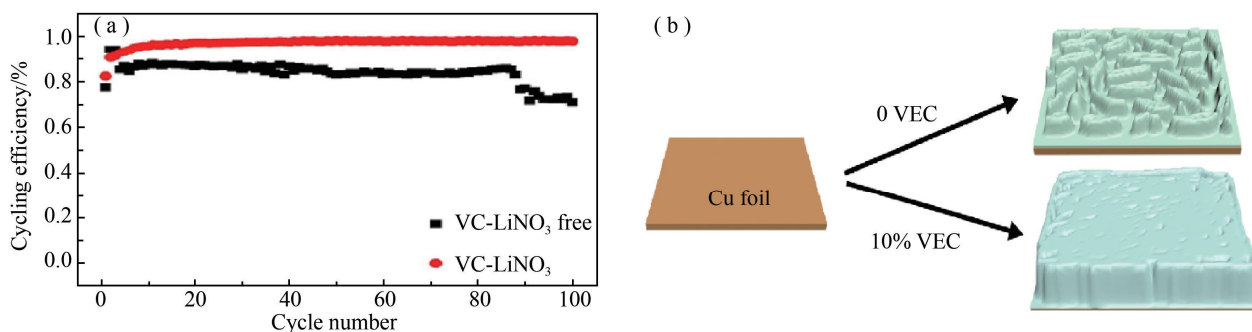 ( a )
Cycling efficiency/%
1.0
0.8
0.6
0.4
0.2
0.0
VC-LiNO₃ free
VC-LiNO₃
0 20 40 60 80 100
Cycle number
( b )
Cu foil
0 VEC
10% VEC